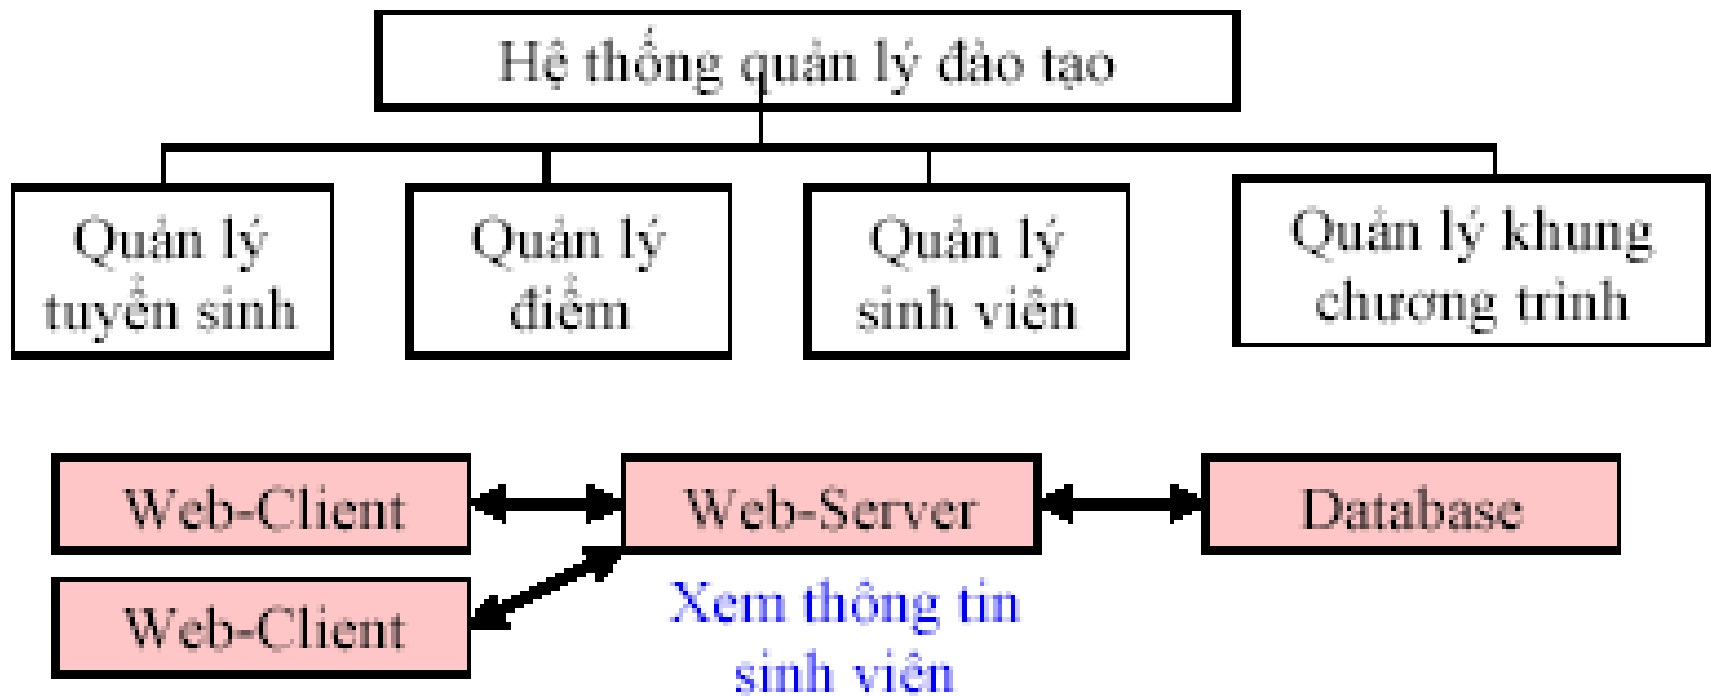 Hệ thống quản lý đào tạo
Quản lý
tuyển sinh
Quản lý
điểm
Quản lý
sinh viên
Quản lý khung
chương trình
Web-Client
Web-Server
Database
Web-Client
Xem thông tin
sinh viên